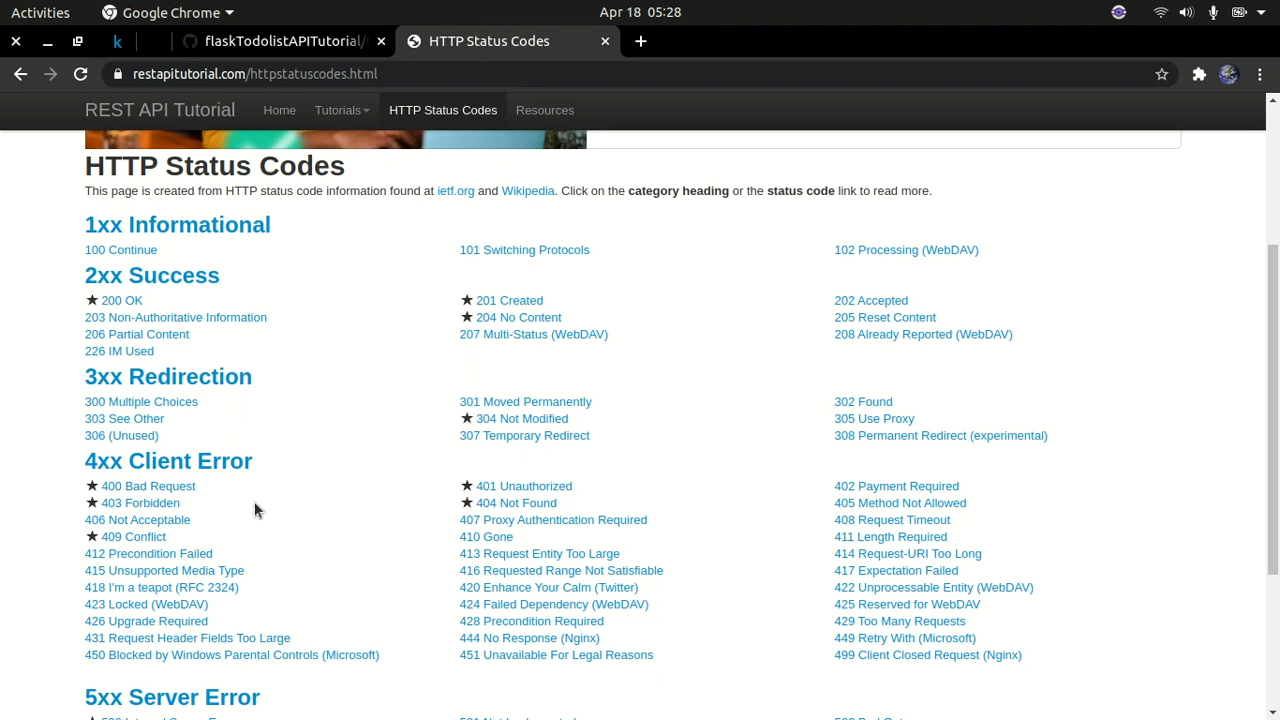 Activities Google Chrome Apr 18 05:28
k flaskTodolistAPITutorial/ HTTP Status Codes
restapitutorial.com/httpstatuscodes.html
REST API Tutorial Home Tutorials HTTP Status Codes Resources
HTTP Status Codes
This page is created from HTTP status code information found at ietf.org and Wikipedia. Click on the category heading or the status code link to read more.
1xx Informational
100 Continue 101 Switching Protocols 102 Processing (WebDAV)
2xx Success
★ 200 OK ★ 201 Created 202 Accepted
203 Non-Authoritative Information ★ 204 No Content 205 Reset Content
206 Partial Content 207 Multi-Status (WebDAV) 208 Already Reported (WebDAV)
226 IM Used
3xx Redirection
300 Multiple Choices 301 Moved Permanently 302 Found
303 See Other ★ 304 Not Modified 305 Use Proxy
306 (Unused) 307 Temporary Redirect 308 Permanent Redirect (experimental)
4xx Client Error
★ 400 Bad Request ★ 401 Unauthorized 402 Payment Required
★ 403 Forbidden ★ 404 Not Found 405 Method Not Allowed
406 Not Acceptable 407 Proxy Authentication Required 408 Request Timeout
★ 409 Conflict 410 Gone 411 Length Required
412 Precondition Failed 413 Request Entity Too Large 414 Request-URI Too Long
415 Unsupported Media Type 416 Requested Range Not Satisfiable 417 Expectation Failed
418 I'm a teapot (RFC 2324) 420 Enhance Your Calm (Twitter) 422 Unprocessable Entity (WebDAV)
423 Locked (WebDAV) 424 Failed Dependency (WebDAV) 425 Reserved for WebDAV
426 Upgrade Required 428 Precondition Required 429 Too Many Requests
431 Request Header Fields Too Large 444 No Response (Nginx) 449 Retry With (Microsoft)
450 Blocked by Windows Parental Controls (Microsoft) 451 Unavailable For Legal Reasons 499 Client Closed Request (Nginx)
5xx Server Error